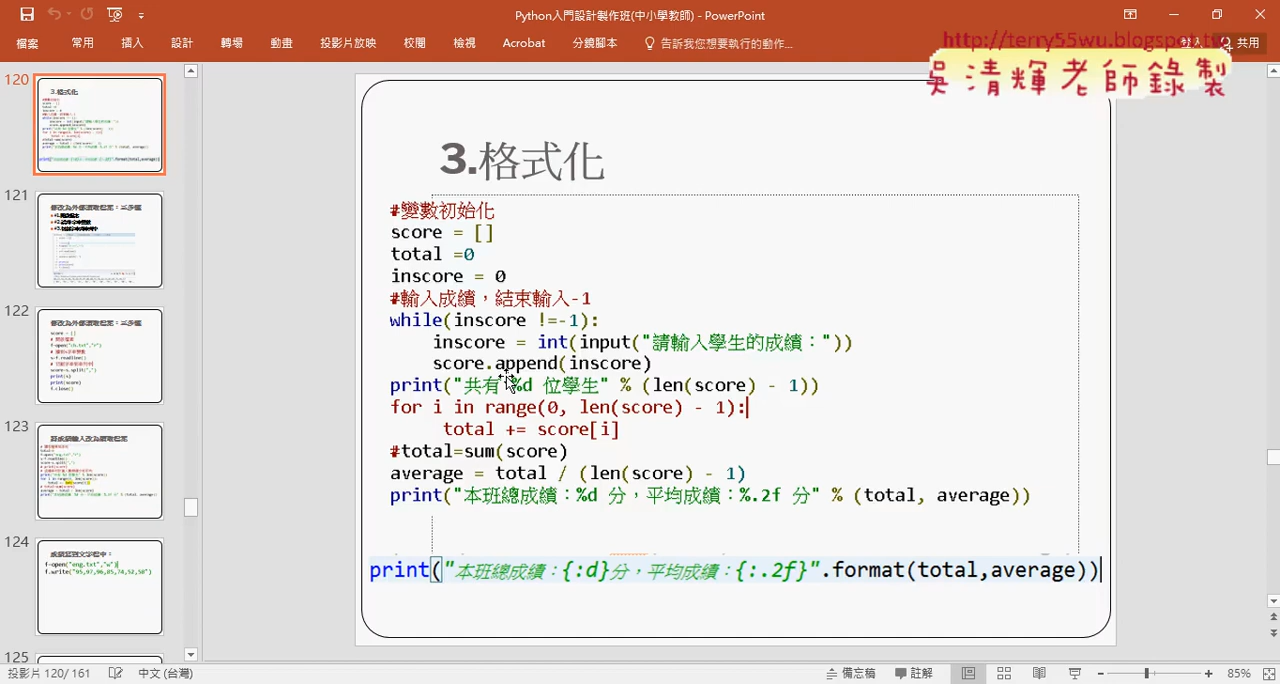 Python入門設計製作班(中小學教師) - PowerPoint
檔案 常用 插入 設計 轉場 動畫 投影片放映 校閱 檢視 Acrobat 分鏡腳本 告訴我您想要執行的動作... 登入 共用
http://terry55wu.blogspot.tw
吳清輝老師錄製
120
121
122
123
124
125
3.格式化
#變數初始化
score = []
total =0
inscore = 0
#輸入成績，結束輸入-1
while(inscore !=-1):
    inscore = int(input("請輸入學生的成績："))
    score.append(inscore)
print("共有 %d 位學生" % (len(score) - 1))
for i in range(0, len(score) - 1):
     total += score[i]
#total=sum(score)
average = total / (len(score) - 1)
print("本班總成績：%d 分，平均成績：%.2f 分" % (total, average))
print("本班總成績：{:d}分，平均成績：{:.2f}".format(total,average))
投影片 120/ 161 中文 (台灣) 備忘稿 註解 85%